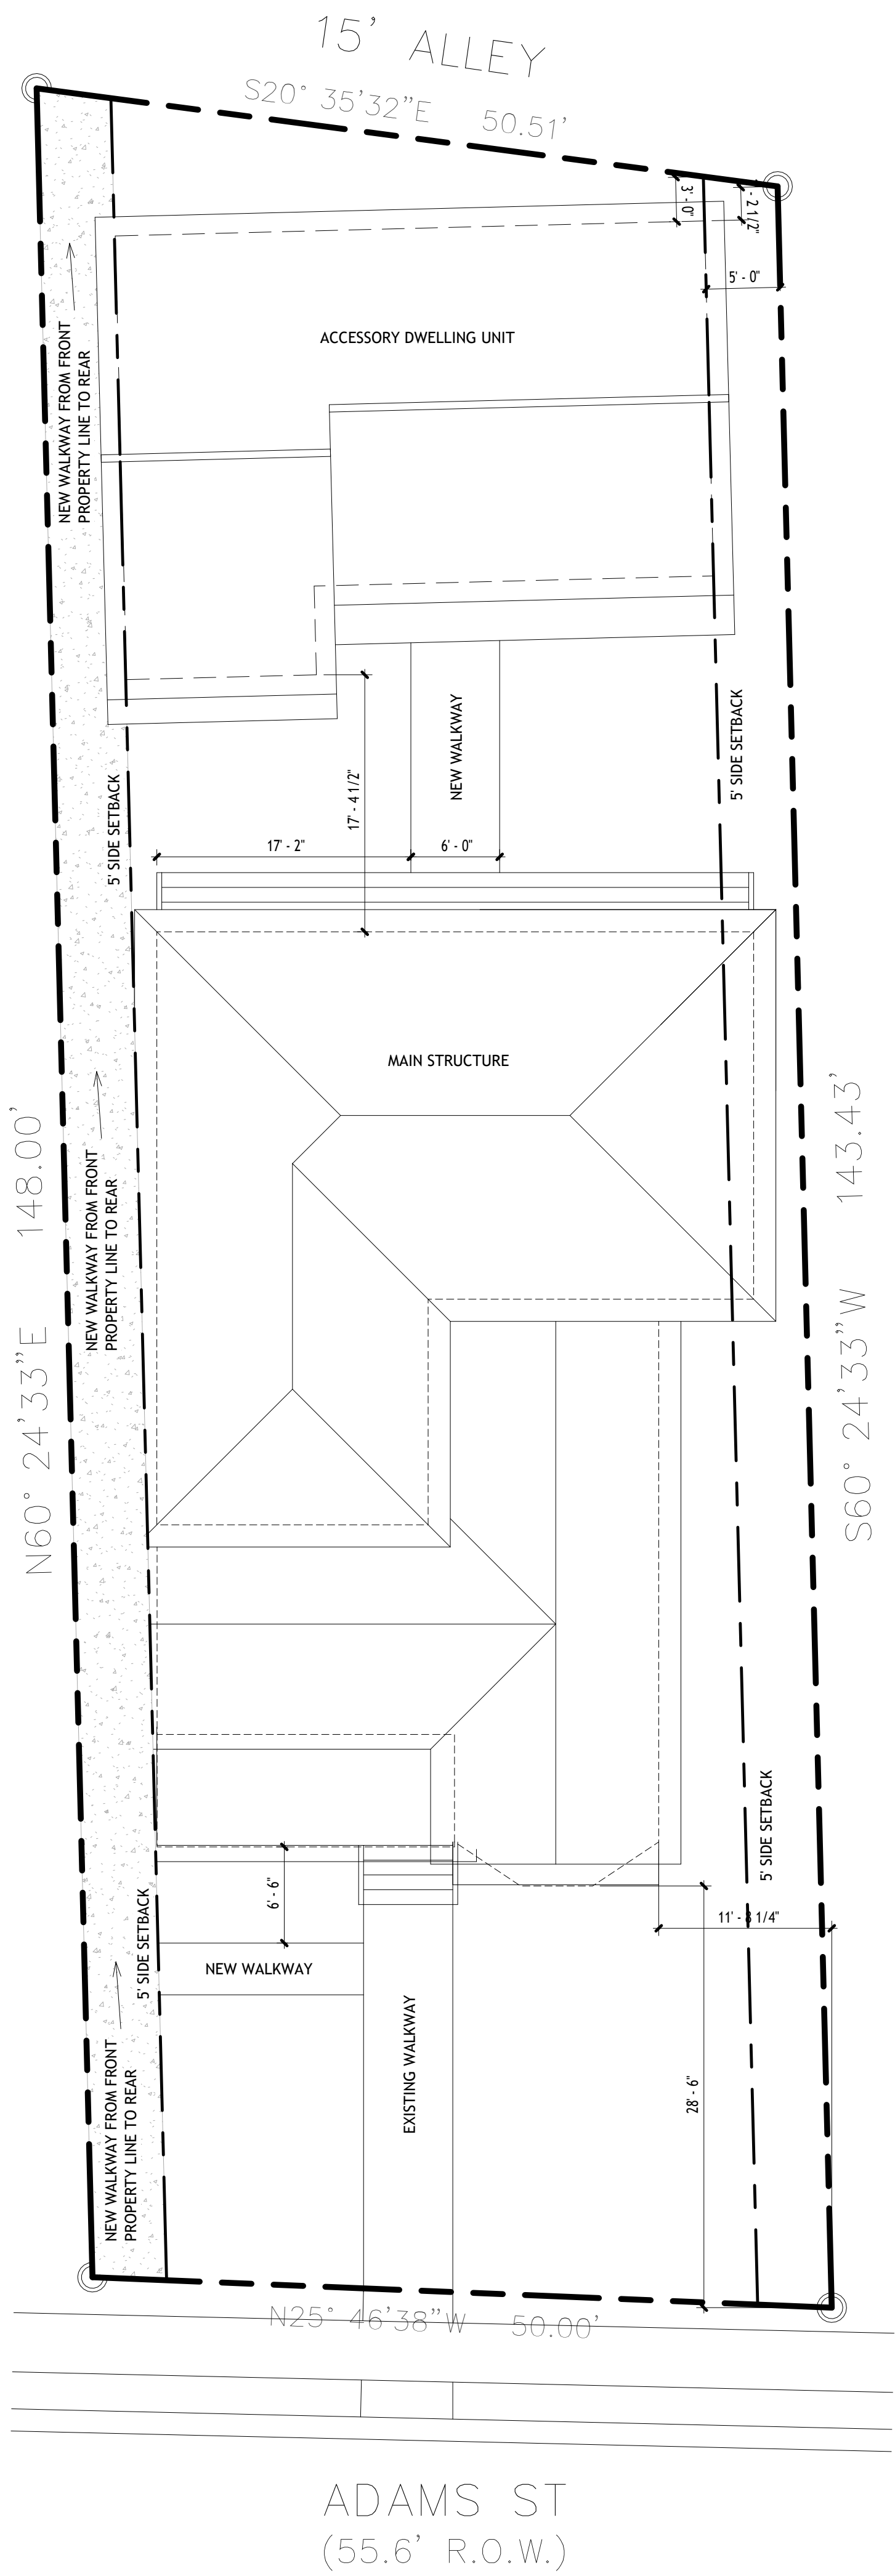 15' ALLEY
S20° 35'32"E 50.51'
3' - 0"
- 2 1/2"
5' - 0"
ACCESSORY DWELLING UNIT
NEW WALKWAY FROM FRONT
PROPERTY LINE TO REAR
NEW WALKWAY
5' SIDE SETBACK
5' SIDE SETBACK
17' - 4 1/2"
17' - 2"
6' - 0"
MAIN STRUCTURE
N60° 24'33"E 148.00'
S60° 24'33"W 143.43'
NEW WALKWAY FROM FRONT
PROPERTY LINE TO REAR
5' SIDE SETBACK
5' SIDE SETBACK
6' - 6"
11' - 8 1/4"
NEW WALKWAY
EXISTING WALKWAY
28' - 6"
NEW WALKWAY FROM FRONT
PROPERTY LINE TO REAR
N25° 46'38"W 50.00'
ADAMS ST
(55.6' R.O.W.)